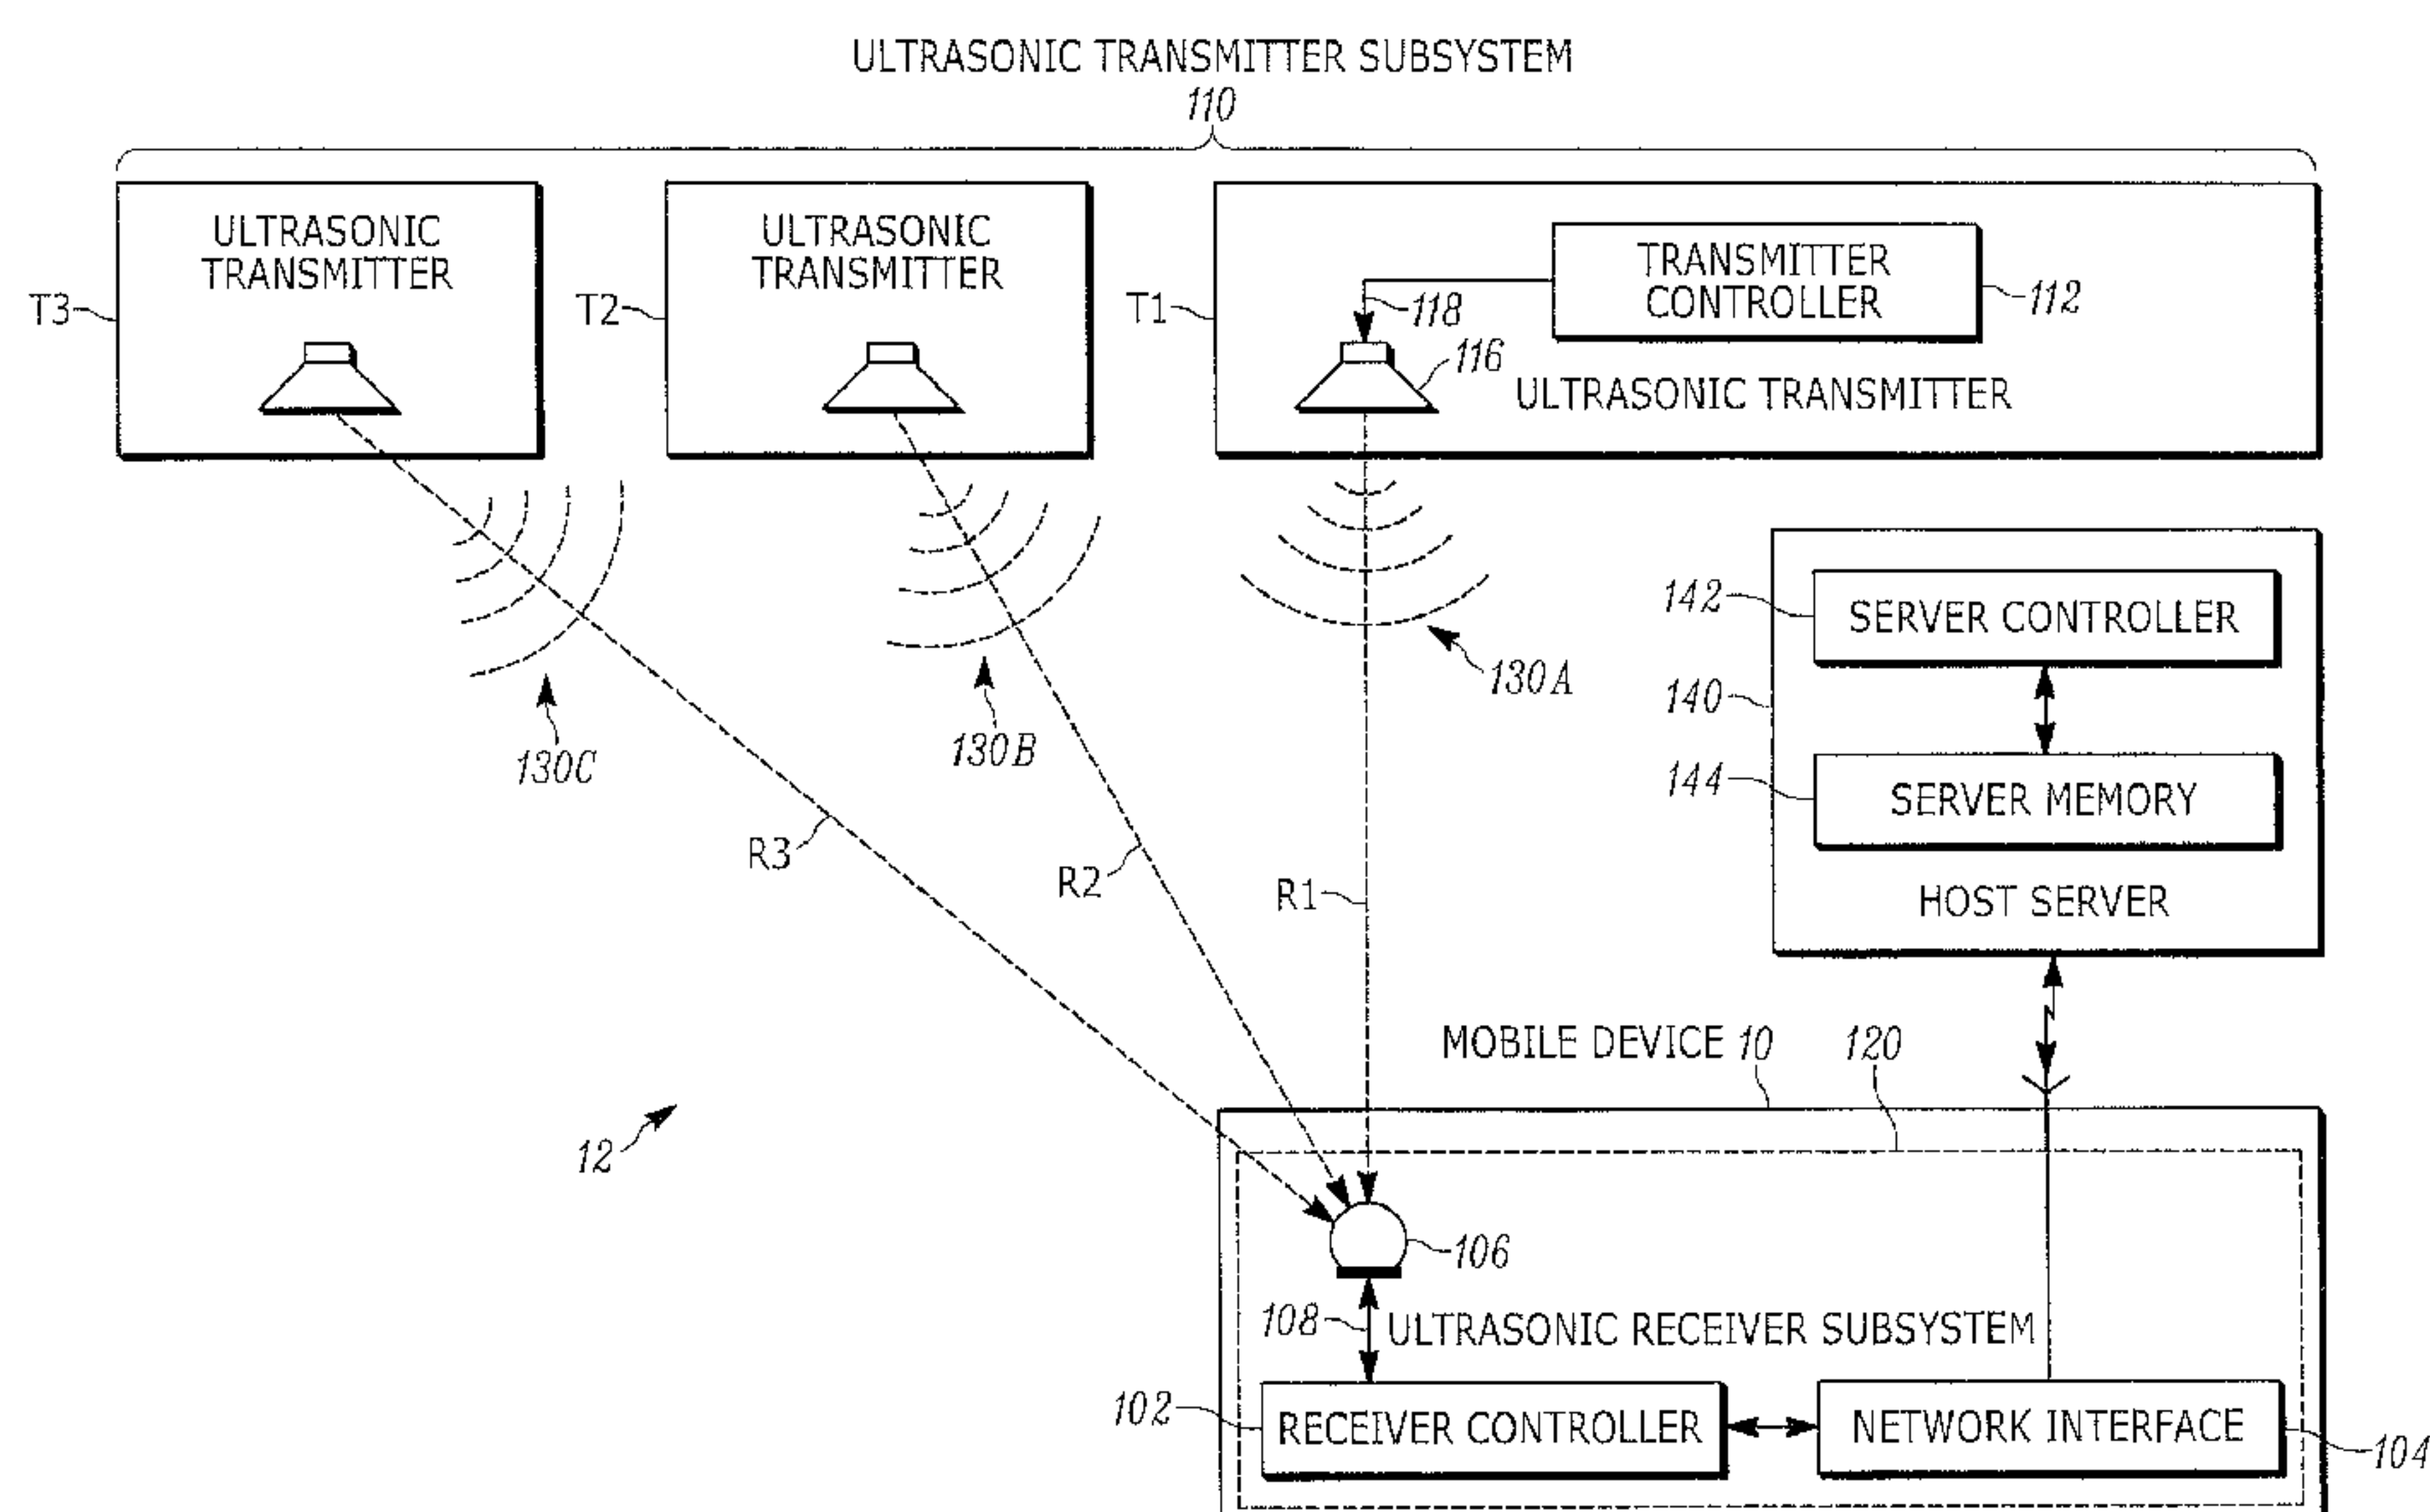 ULTRASONIC TRANSMITTER SUBSYSTEM
110
ULTRASONIC
TRANSMITTER
T3
ULTRASONIC
TRANSMITTER
T2
TRANSMITTER
CONTROLLER
112
T1
118
116
ULTRASONIC TRANSMITTER
130C
130B
130A
142
SERVER CONTROLLER
140
144
SERVER MEMORY
HOST SERVER
R3
R2
R1
MOBILE DEVICE 10
120
12
106
108
ULTRASONIC RECEIVER SUBSYSTEM
102
RECEIVER CONTROLLER
NETWORK INTERFACE
104